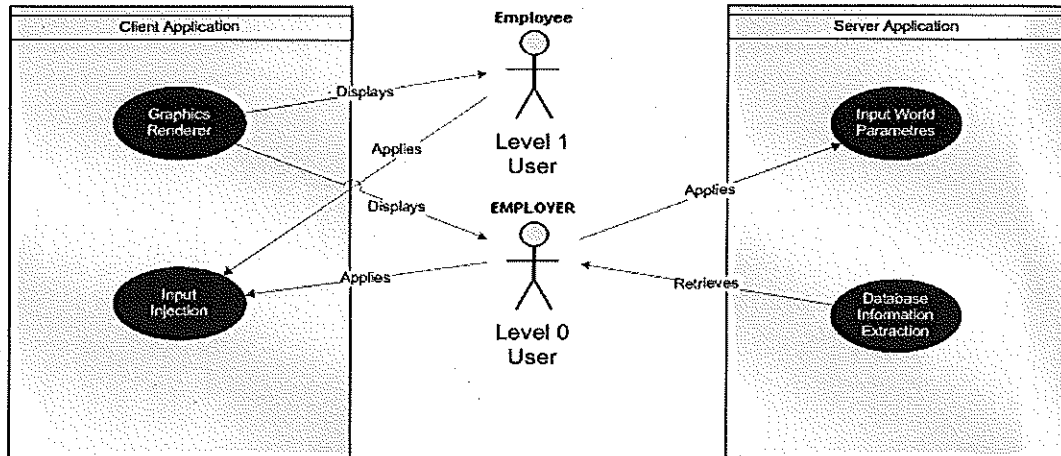 Client Application
Employee
Server Application
Graphics
Renderer
Displays
Level 1
User
Input World
Parametres
Applies
Displays
EMPLOYER
Applies
Input
Injection
Applies
Level 0
User
Retrieves
Database
Information
Extraction